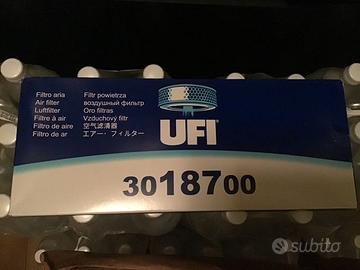 Filtro aria
Air filter
Luftfilter
Filtre à air
Filtro de aire
Filtro de ar
Filtr powietrza
воздушный фильтр
Oro filtras
Vzduchový filtr
空气滤清器
エアー・フィルター
UFI
3018700
subito